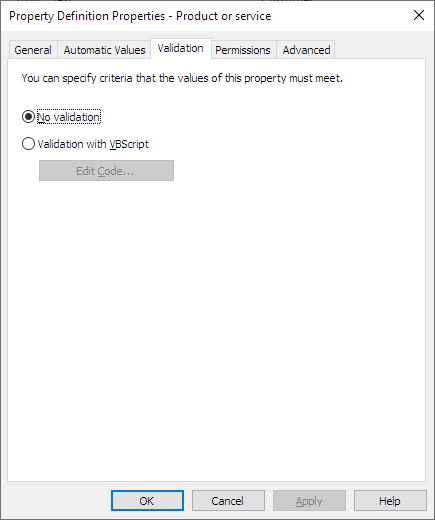 Property Definition Properties - Product or service
General Automatic Values Validation Permissions Advanced
You can specify criteria that the values of this property must meet.
No validation
Validation with VBScript
Edit Code...
OK Cancel Apply Help